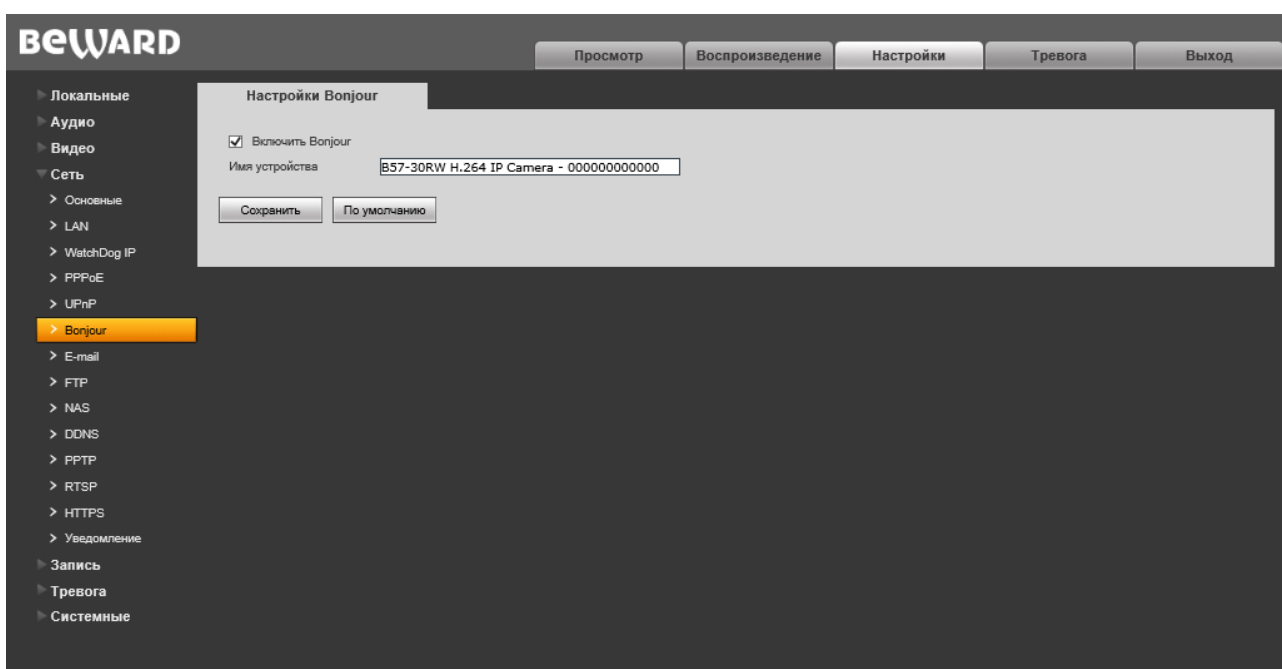 BEWARD
Просмотр Воспроизведение Настройки Тревога Выход
Локальные
Аудио
Видео
Сеть
> Основные
> LAN
> WatchDog IP
> PPPoE
> UPnP
> Bonjour
> E-mail
> FTP
> NAS
> DDNS
> PPTP
> RTSP
> HTTPS
> Уведомление
Запись
Тревога
Системные
Настройки Bonjour
Включить Bonjour
Имя устройства B57-30RW H.264 IP Camera - 000000000000
Сохранить По умолчанию